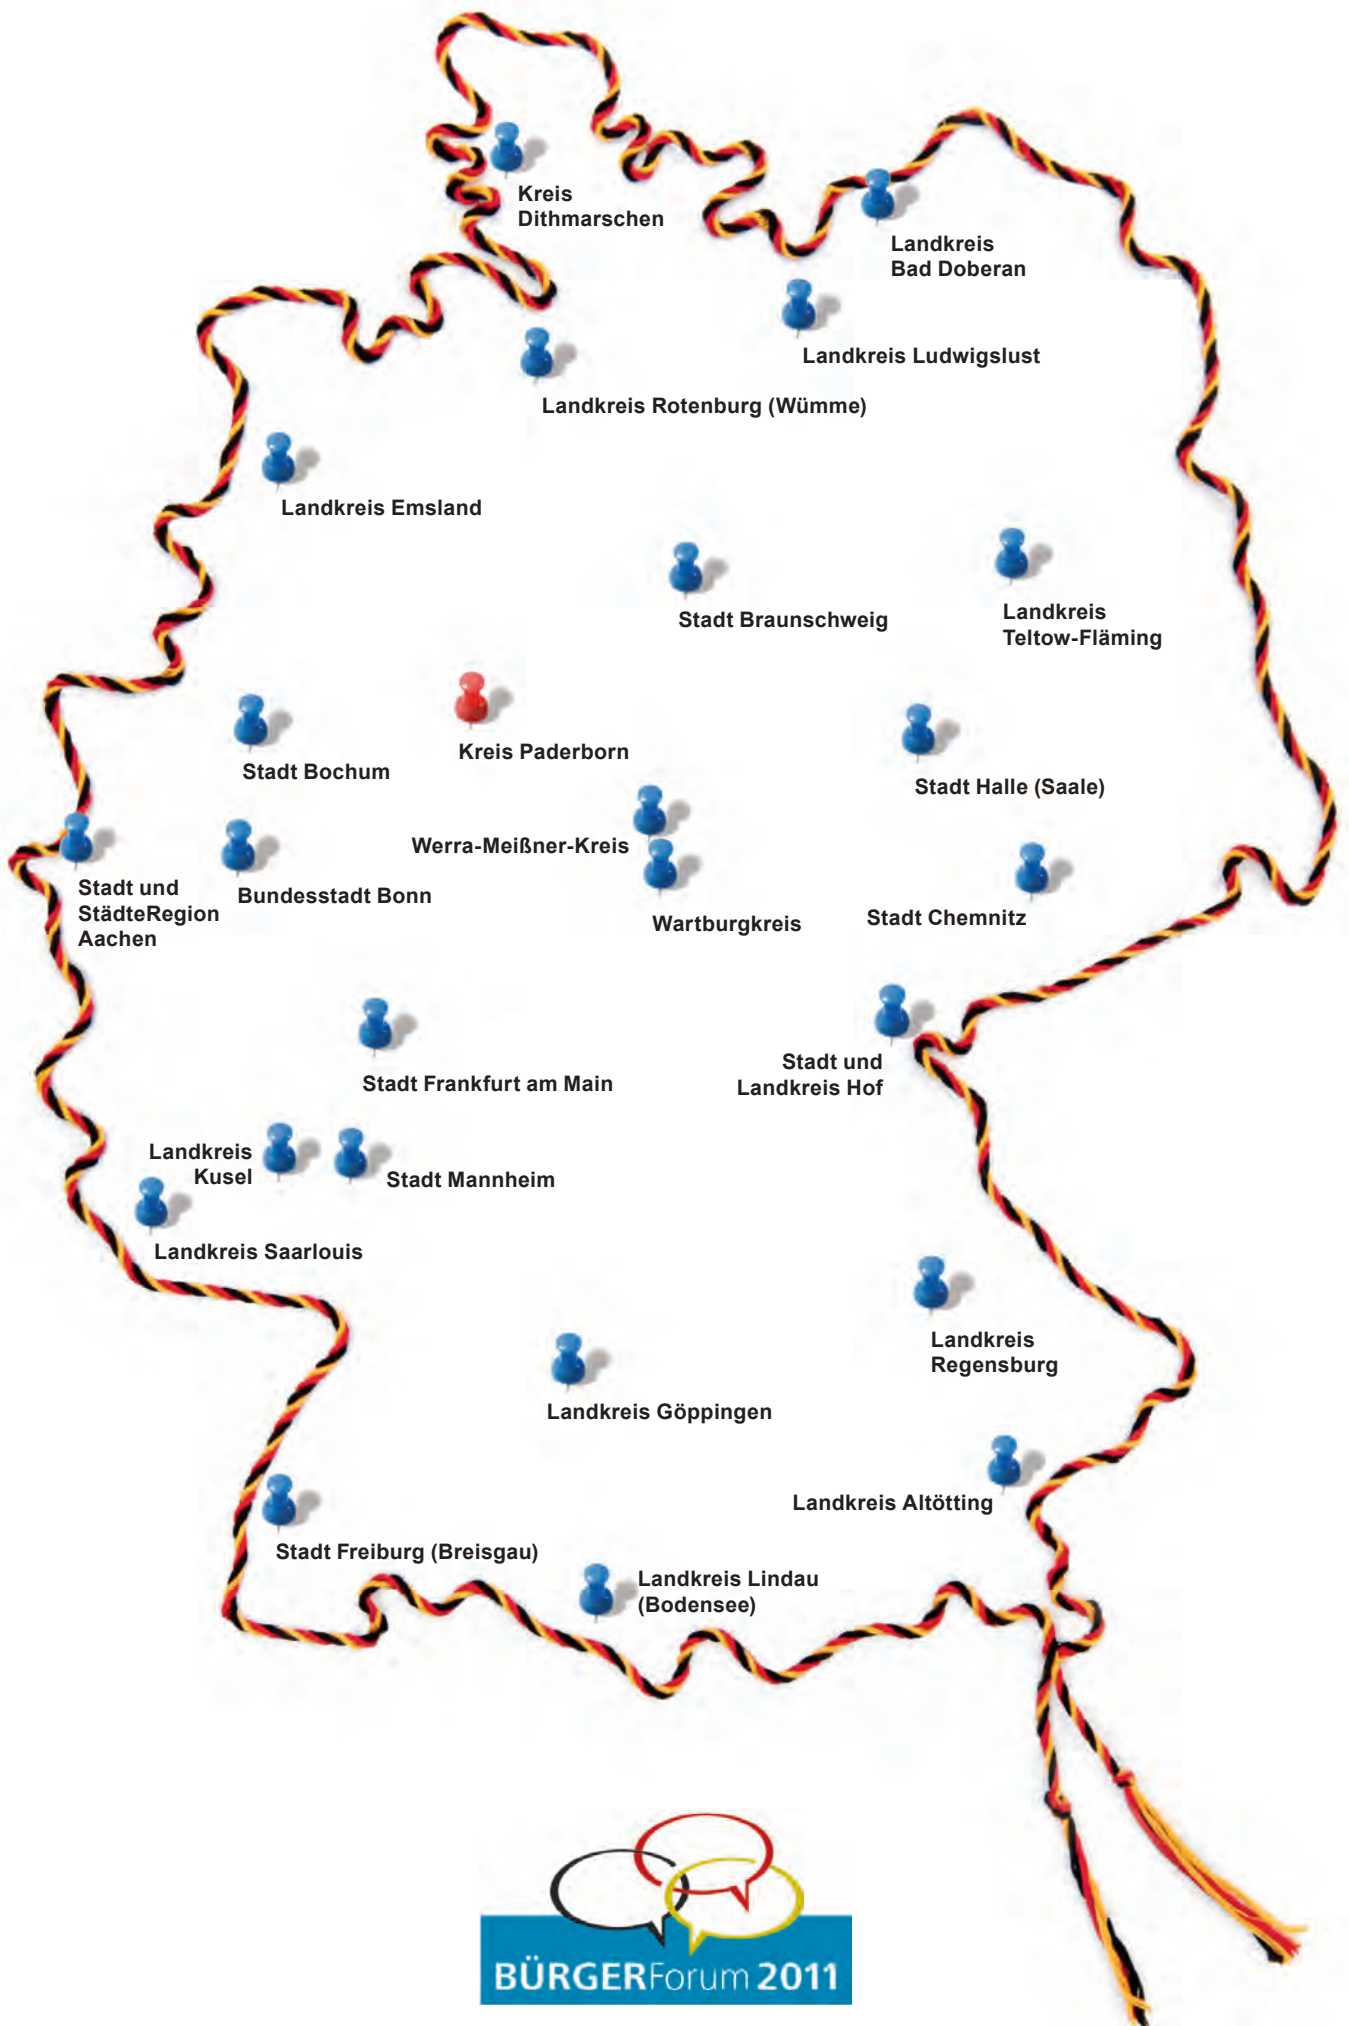 Kreis
Dithmarschen
Landkreis
Bad Doberan
Landkreis Ludwigslust
Landkreis Rotenburg (Wümme)
Landkreis Emsland
Stadt Braunschweig
Landkreis
Teltow-Fläming
Kreis Paderborn
Stadt Bochum
Stadt Halle (Saale)
Werra-Meißner-Kreis
Stadt und
StädteRegion
Aachen
Bundesstadt Bonn
Wartburgkreis
Stadt Chemnitz
Stadt und
Landkreis Hof
Stadt Frankfurt am Main
Landkreis
Kusel
Stadt Mannheim
Landkreis Saarlouis
Landkreis
Regensburg
Landkreis Göppingen
Landkreis Altötting
Stadt Freiburg (Breisgau)
Landkreis Lindau
(Bodensee)
BÜRGERForum 2011